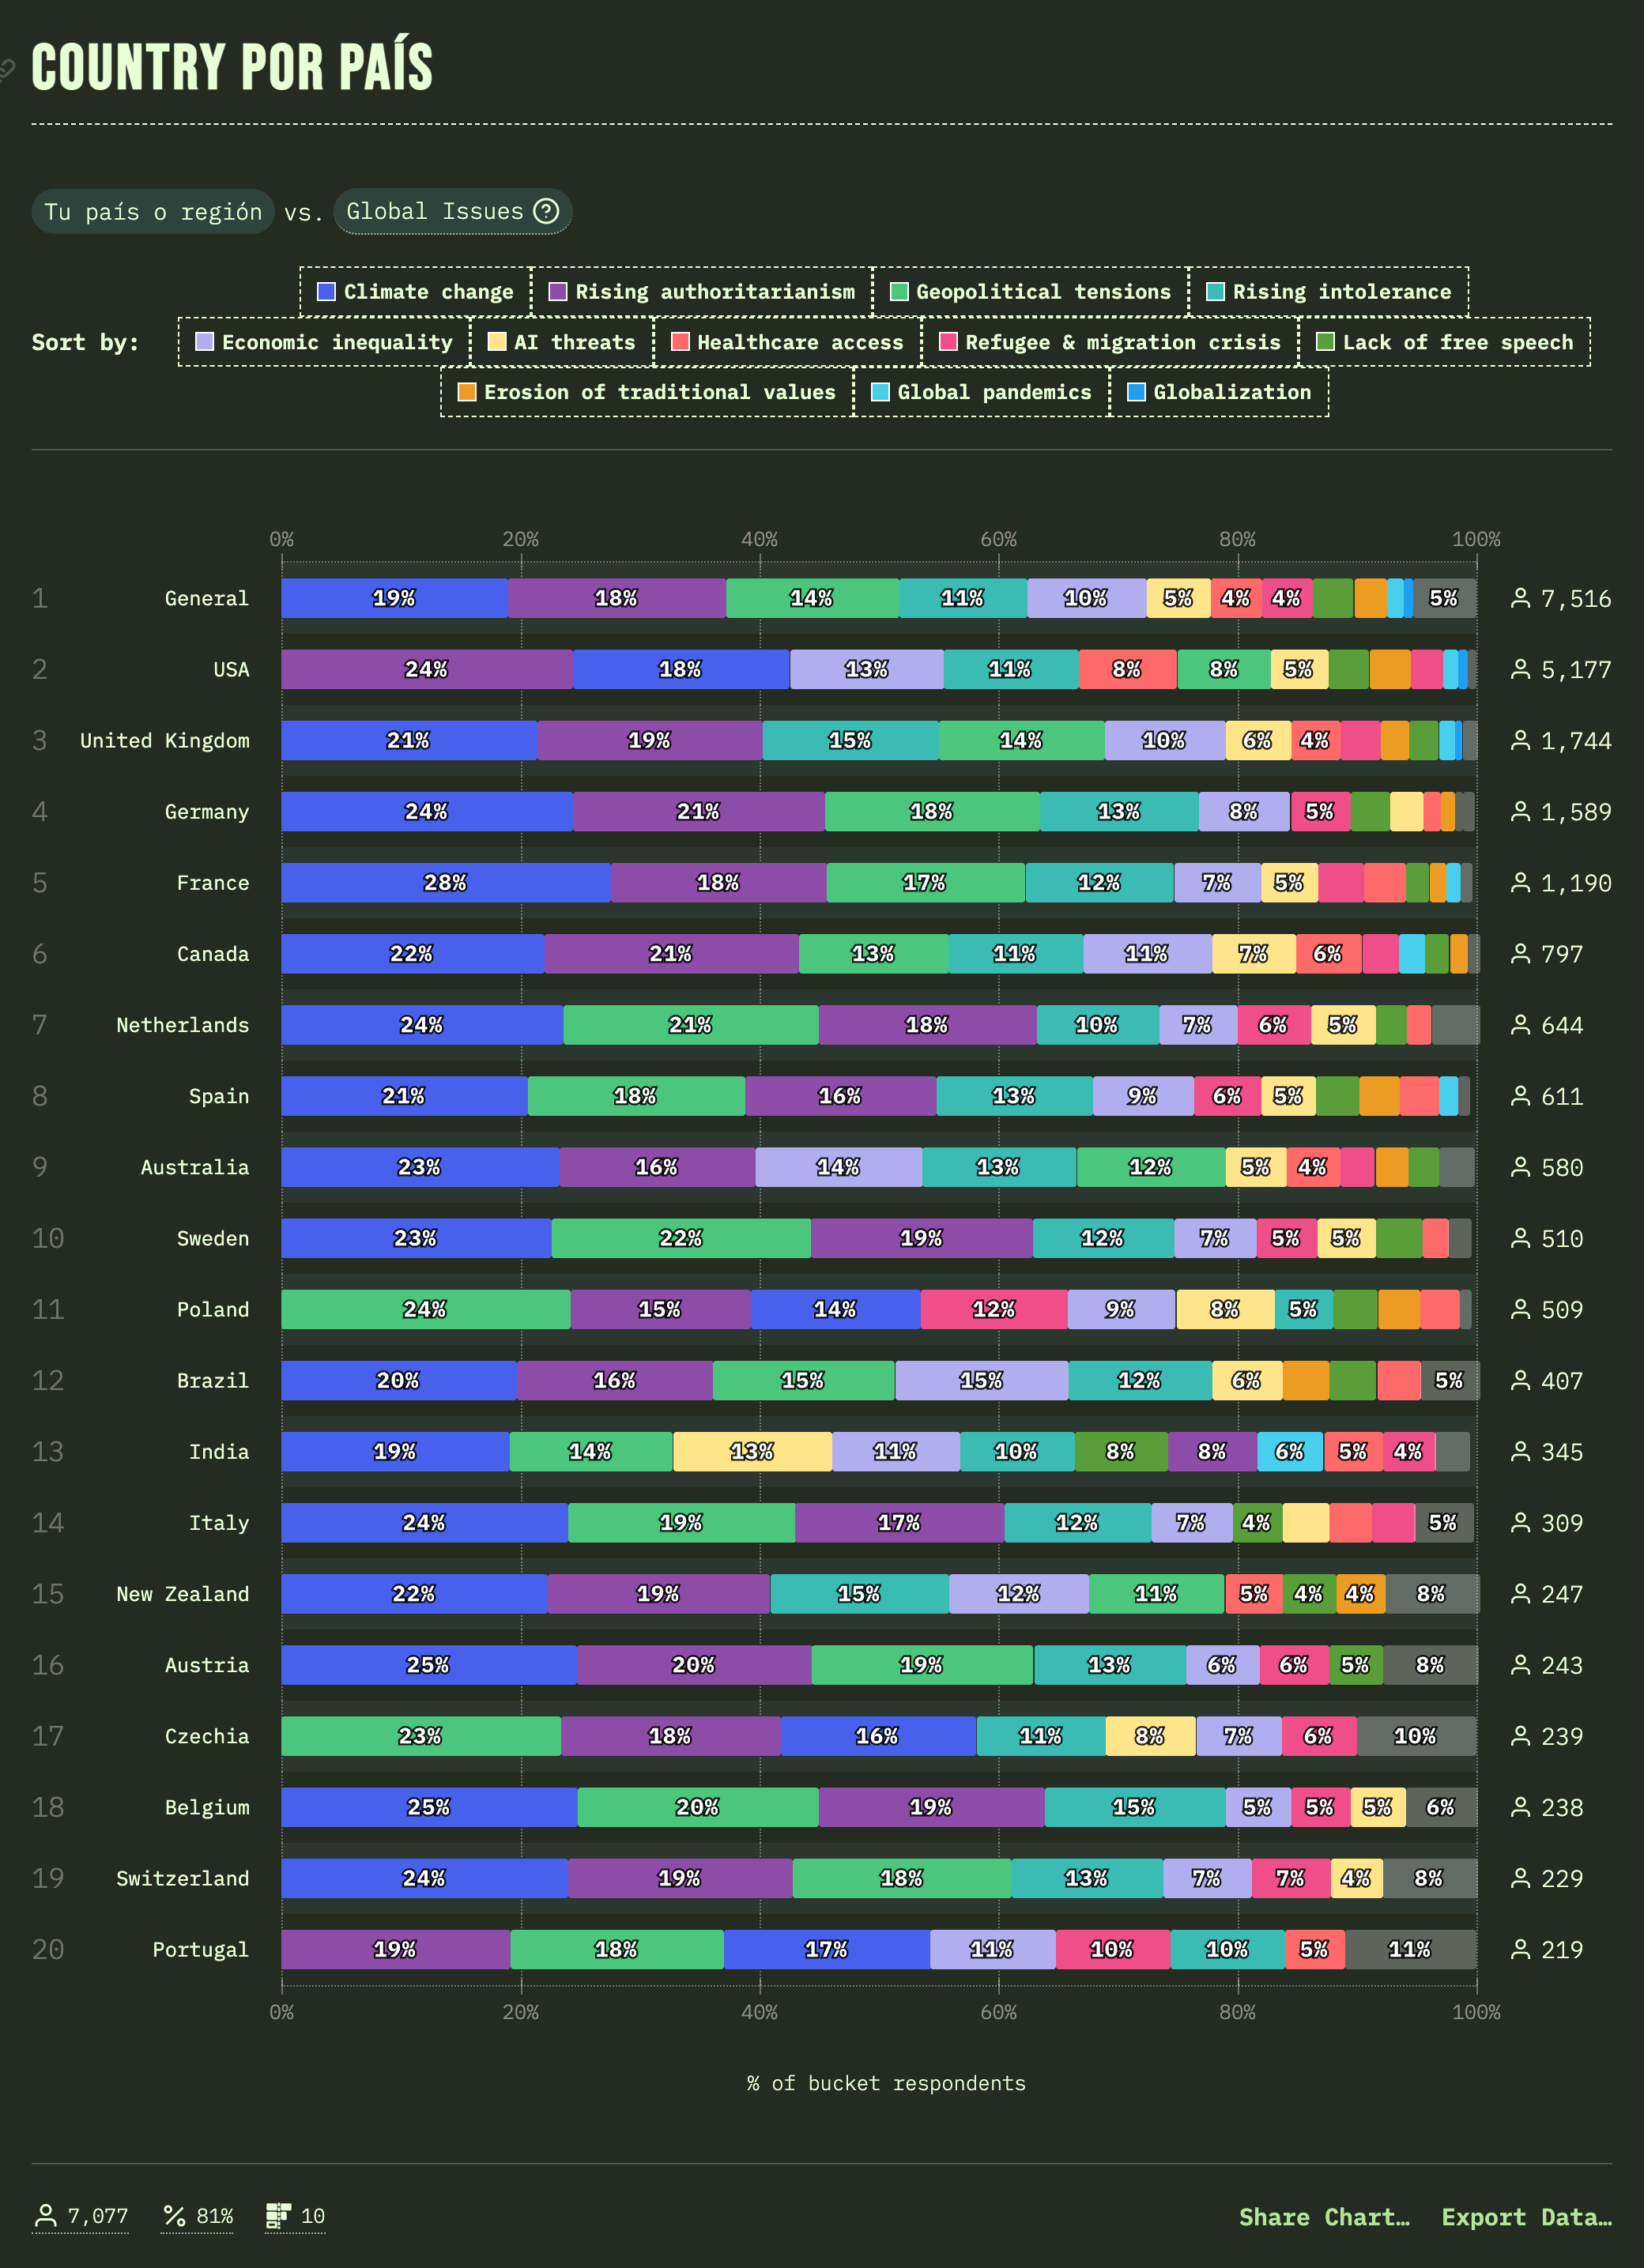 COUNTRY POR PAÍS
Tu país o región vs. Global Issues ?
Climate change Rising authoritarianism Geopolitical tensions Rising intolerance
Sort by: Economic inequality AI threats Healthcare access Refugee & migration crisis Lack of free speech
Erosion of traditional values Global pandemics Globalization
0% 20% 40% 60% 80% 100%
1 General 19% 18% 14% 11% 10% 5% 4% 4% 5% 7,516
2 USA 24% 18% 13% 11% 8% 8% 5% 5,177
3 United Kingdom 21% 19% 15% 14% 10% 6% 4% 1,744
4 Germany 24% 21% 18% 13% 8% 5% 1,589
5 France 28% 18% 17% 12% 7% 5% 1,190
6 Canada 22% 21% 13% 11% 11% 7% 6% 797
7 Netherlands 24% 21% 18% 10% 7% 6% 5% 644
8 Spain 21% 18% 16% 13% 9% 6% 5% 611
9 Australia 23% 16% 14% 13% 12% 5% 4% 580
10 Sweden 23% 22% 19% 12% 7% 5% 5% 510
11 Poland 24% 15% 14% 12% 9% 8% 5% 509
12 Brazil 20% 16% 15% 15% 12% 6% 5% 407
13 India 19% 14% 13% 11% 10% 8% 8% 6% 5% 4% 345
14 Italy 24% 19% 17% 12% 7% 4% 5% 309
15 New Zealand 22% 19% 15% 12% 11% 5% 4% 4% 8% 247
16 Austria 25% 20% 19% 13% 6% 6% 5% 8% 243
17 Czechia 23% 18% 16% 11% 8% 7% 6% 10% 239
18 Belgium 25% 20% 19% 15% 5% 5% 5% 6% 238
19 Switzerland 24% 19% 18% 13% 7% 7% 4% 8% 229
20 Portugal 19% 18% 17% 11% 10% 10% 5% 11% 219
0% 20% 40% 60% 80% 100%
% of bucket respondents
7,077 % 81% 10 Share Chart… Export Data…